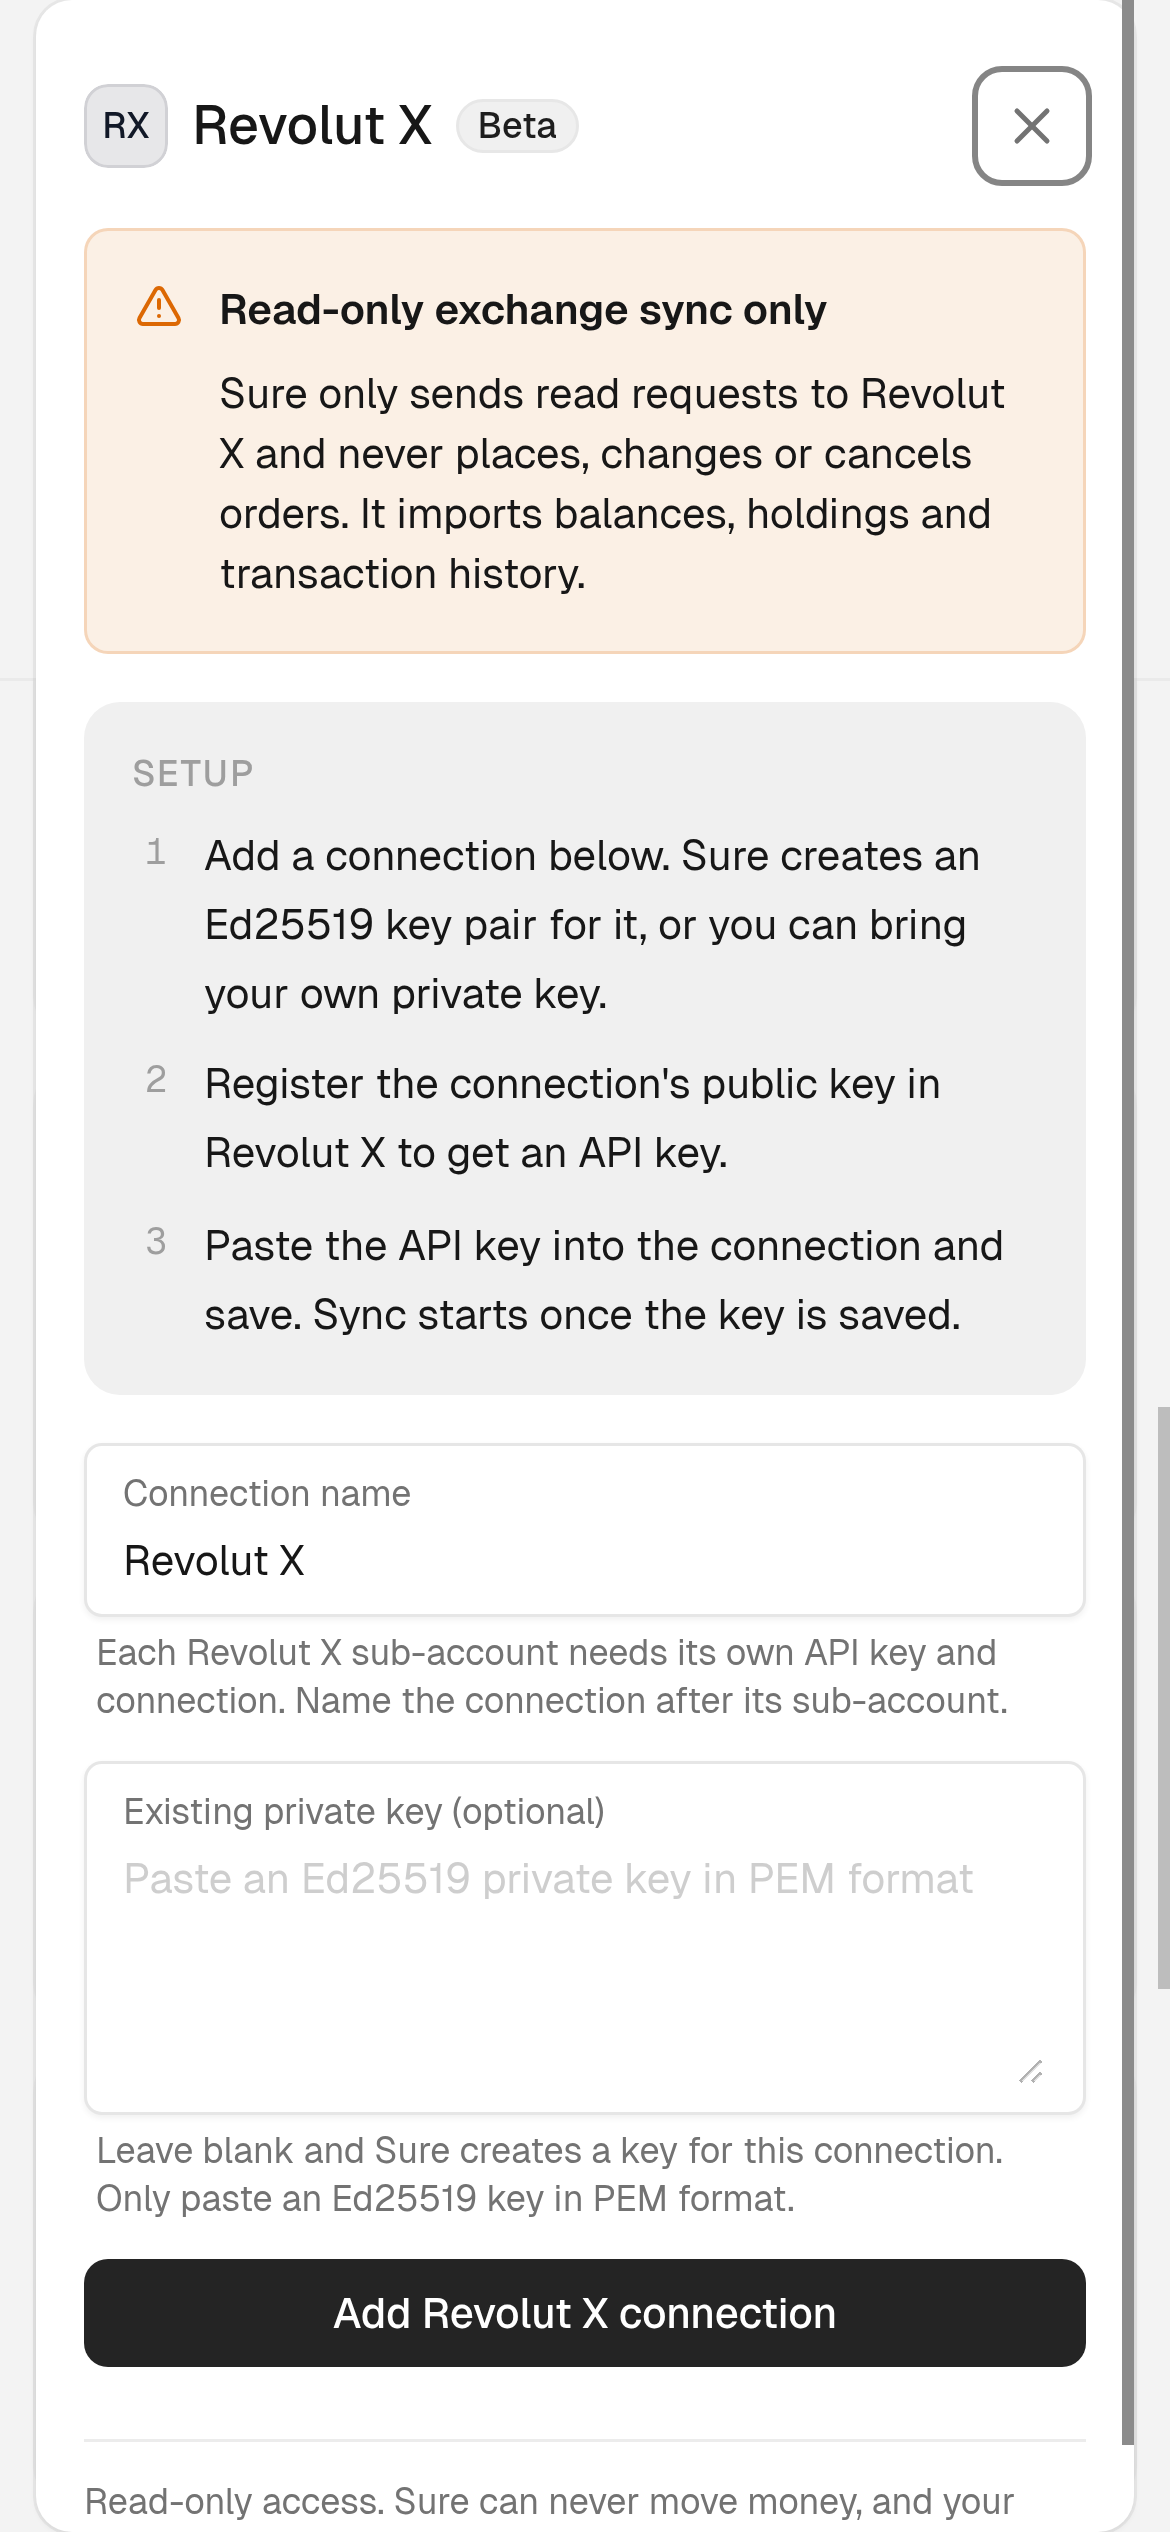 RX Revolut X Beta
Read-only exchange sync only
Sure only sends read requests to Revolut
X and never places, changes or cancels
orders. It imports balances, holdings and
transaction history.
SETUP
1 Add a connection below. Sure creates an
Ed25519 key pair for it, or you can bring
your own private key.
2 Register the connection's public key in
Revolut X to get an API key.
3 Paste the API key into the connection and
save. Sync starts once the key is saved.
Connection name
Revolut X
Each Revolut X sub-account needs its own API key and
connection. Name the connection after its sub-account.
Existing private key (optional)
Paste an Ed25519 private key in PEM format
Leave blank and Sure creates a key for this connection.
Only paste an Ed25519 key in PEM format.
Add Revolut X connection
Read-only access. Sure can never move money, and your